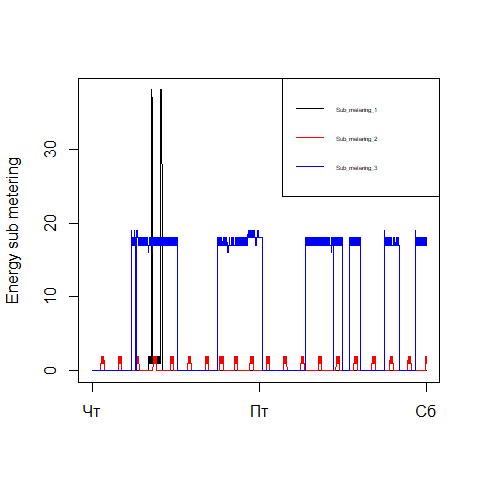 Energy sub metering
30
20
10
0
Sub_metering_1
Sub_metering_2
Sub_metering_3
Чт
Пт
Сб